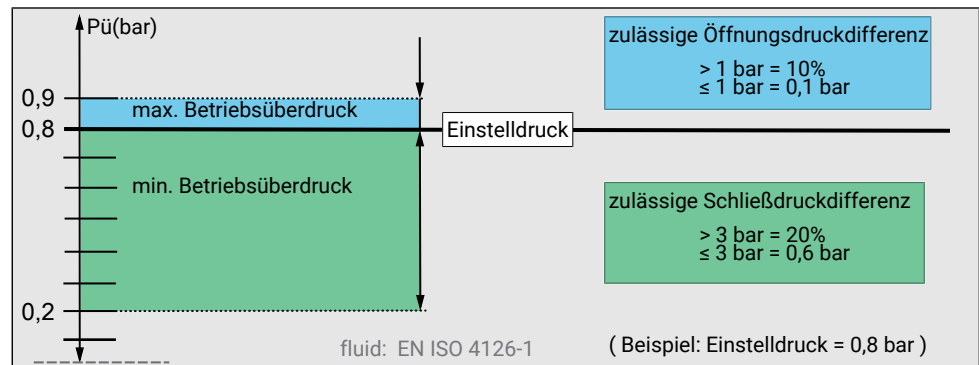 Pü(bar)
zulässige Öffnungsdruckdifferenz
> 1 bar = 10%
≤ 1 bar = 0,1 bar
0,9
max. Betriebsüberdruck
0,8
Einstelldruck
min. Betriebsüberdruck
zulässige Schließdruckdifferenz
> 3 bar = 20%
≤ 3 bar = 0,6 bar
0,2
fluid: EN ISO 4126-1
( Beispiel: Einstelldruck = 0,8 bar )